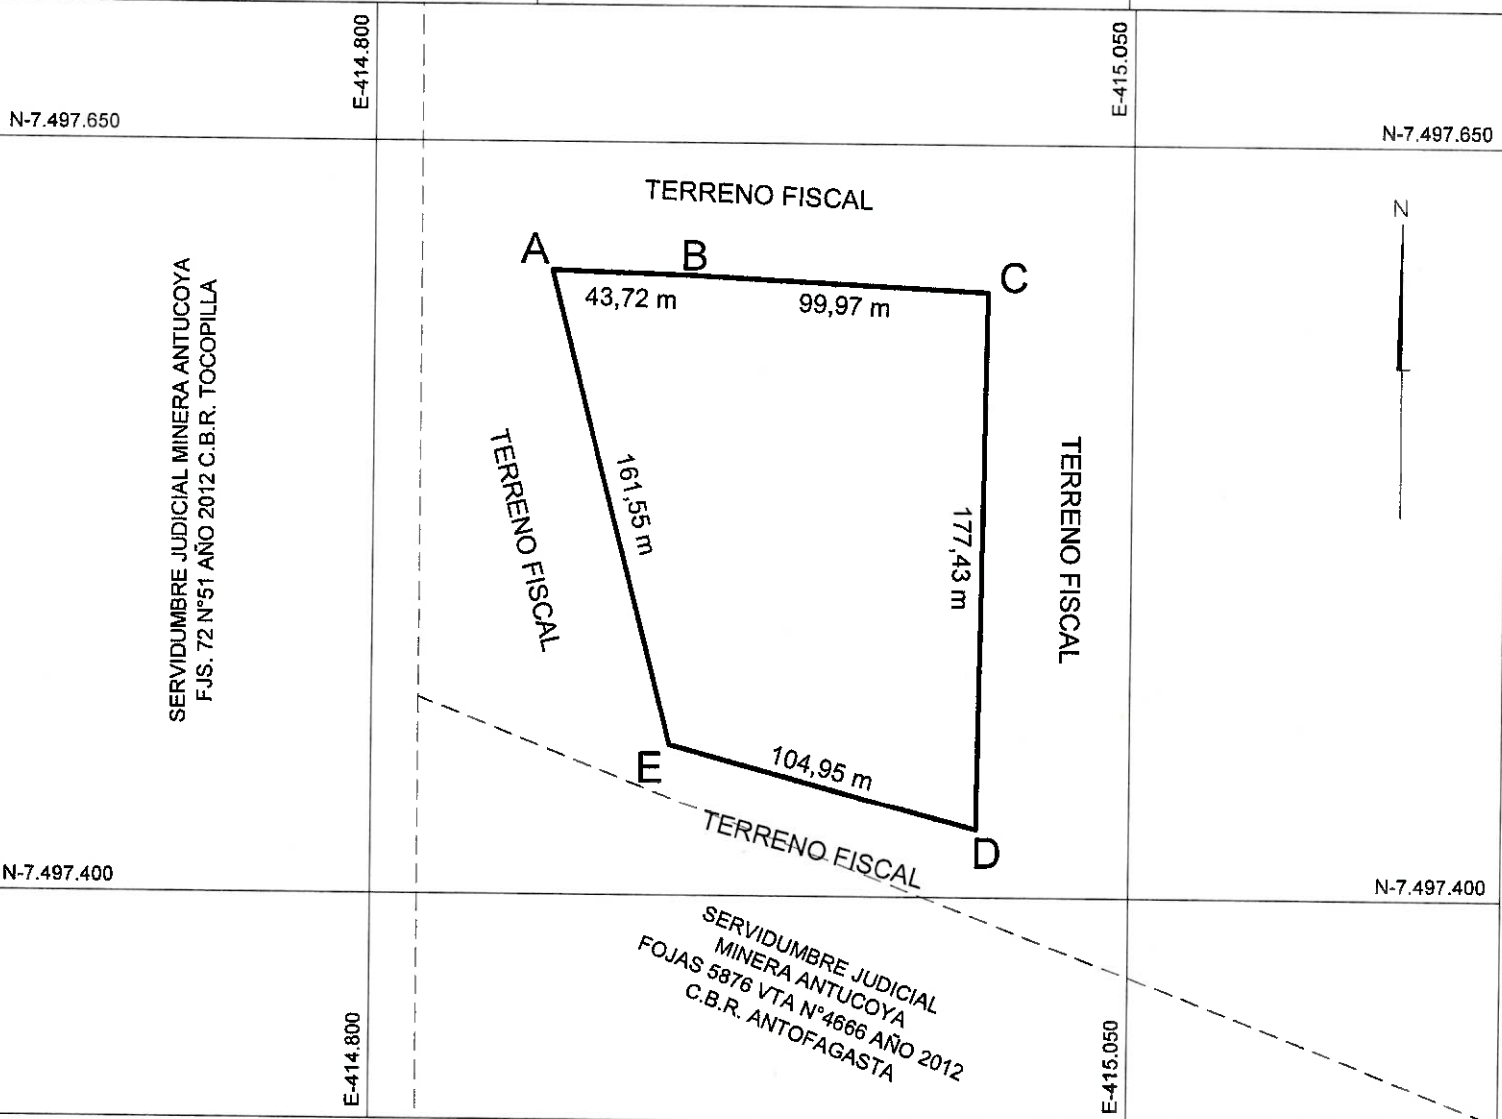 E-414.800
E-415.050
N-7.497.650
N-7.497.650
TERRENO FISCAL
N
A
B
C
43,72 m
99,97 m
SERVIDUMBRE JUDICIAL MINERA ANTUCOYA
FJS. 72 N°51 AÑO 2012 C.B.R. TOCOPILLA
TERRENO FISCAL
161,55 m
177,43 m
TERRENO FISCAL
E
104,95 m
D
TERRENO FISCAL
N-7.497.400
N-7.497.400
SERVIDUMBRE JUDICIAL
MINERA ANTUCOYA
FOJAS 5876 VTA N°4666 AÑO 2012
C.B.R. ANTOFAGASTA
E-414.800
E-415.050